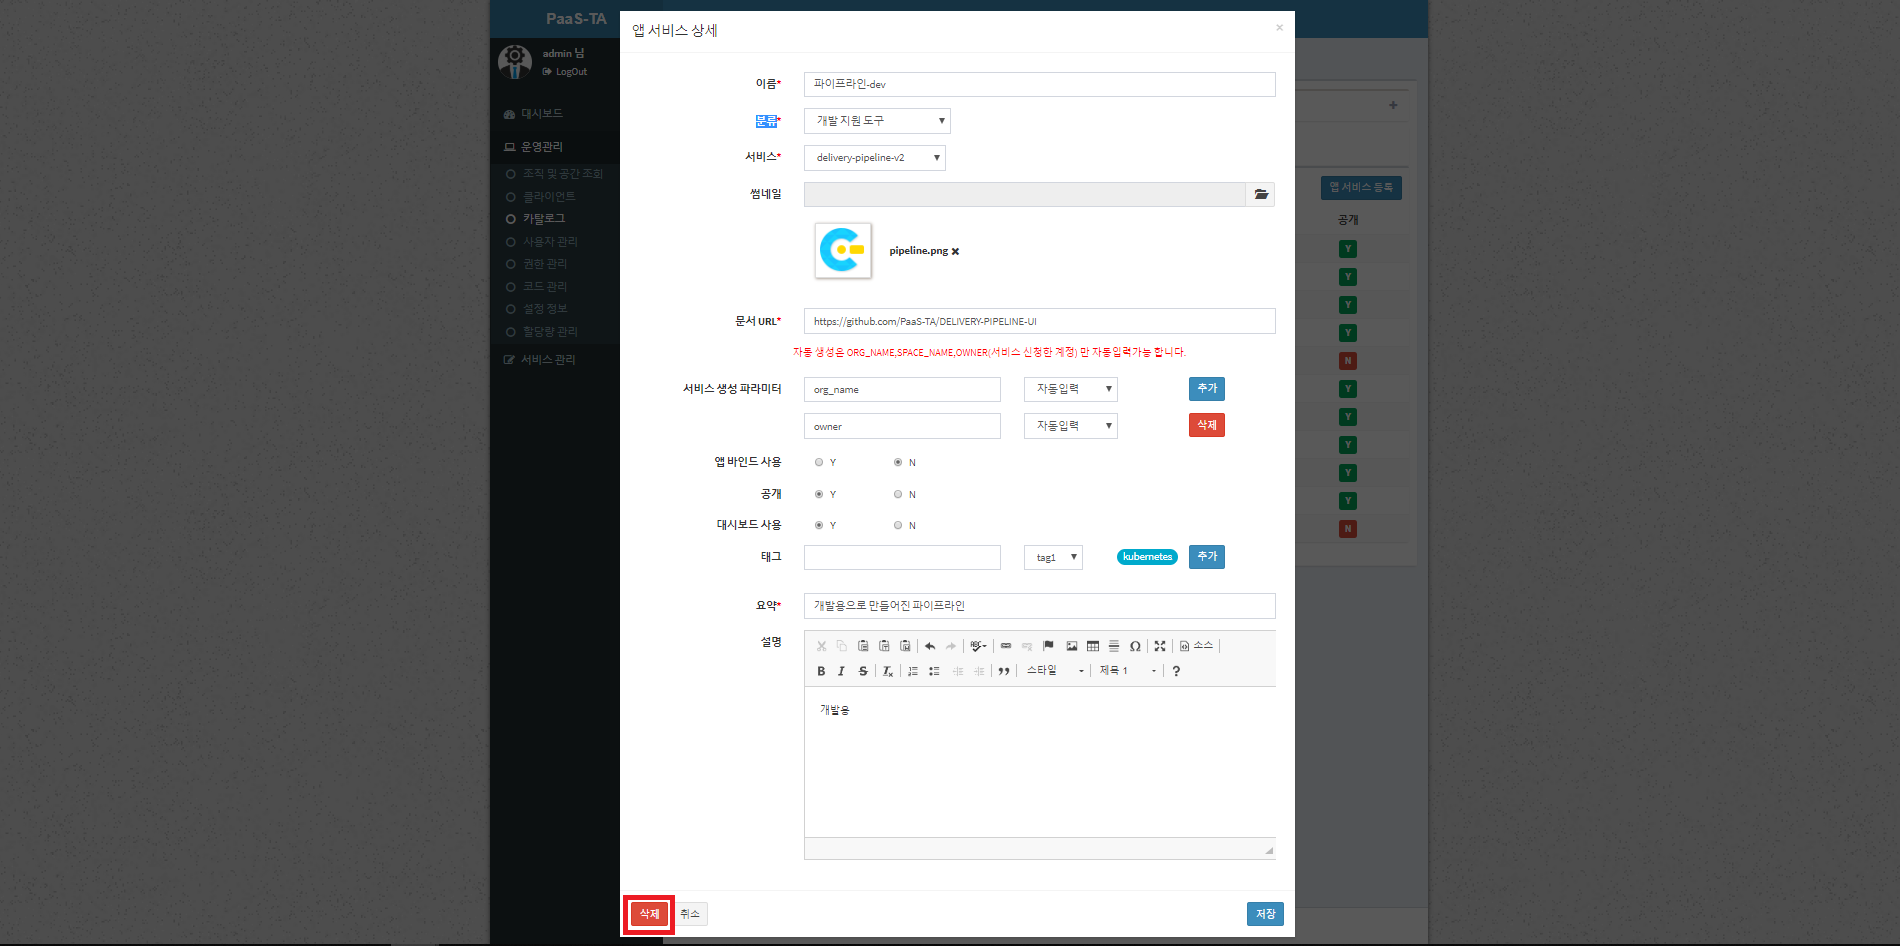 PaaS-TA
admin 님
LogOut
대시보드
운영관리
조직 및 공간 조회
클라이언트
카탈로그
사용자 관리
권한 관리
코드 관리
설정 정보
할당량 관리
서비스 관리
앱 서비스 상세 ×
이름* 파이프라인-dev
분류* 개발 지원 도구
서비스* delivery-pipeline-v2
썸네일
pipeline.png ×
문서 URL* https://github.com/PaaS-TA/DELIVERY-PIPELINE-UI
자동 생성은 ORG_NAME,SPACE_NAME,OWNER(서비스 신청한 계정) 만 자동입력가능 합니다.
서비스 생성 파라미터 org_name 자동입력 추가
owner 자동입력 삭제
앱 바인드 사용 Y N
공개 Y N
대시보드 사용 Y N
태그 tag1 kubernetes 추가
요약* 개발용으로 만들어진 파이프라인
설명
ABC Ω 소스
B I S Tx 스타일 제목 1 ?
개발용
삭제 취소 저장
+
앱 서비스 등록
공개
Y
Y
Y
Y
N
Y
Y
Y
Y
Y
N